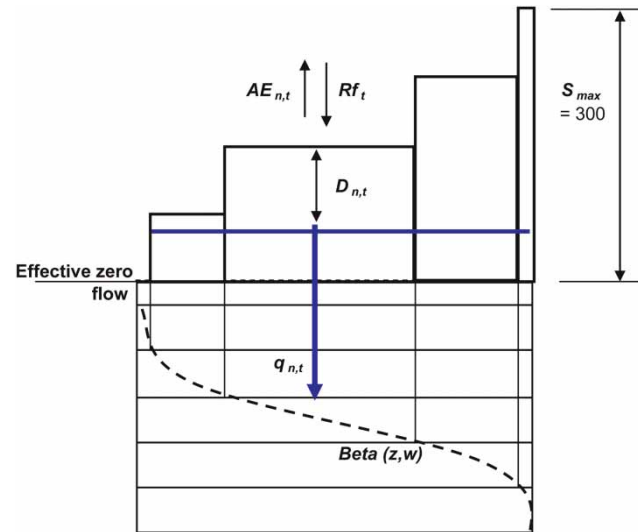 AE n,t
Rf t
S max
= 300
D n,t
Effective zero
flow
q n,t
Beta (z,w)